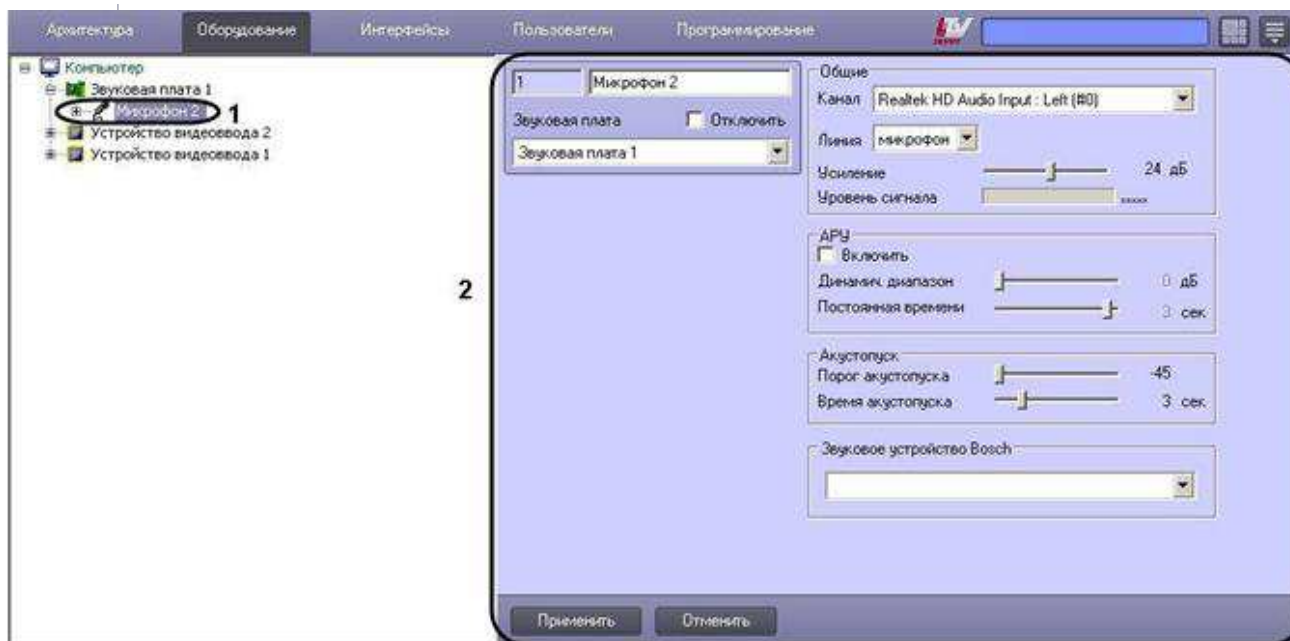 Архитектура Оборудование Интерфейсы Пользователи Программирование
Компьютер
Звуковая плата 1
Микрофон 2 1
Устройство видеоввода 2
Устройство видеоввода 1
2
1 Микрофон 2
Звуковая плата Отключить
Звуковая плата 1
Общие
Канал Realtek HD Audio Input : Left (#0)
Линия микрофон
Усиление 24 дБ
Уровень сигнала
АРУ
Включить
Динамич. диапазон 0 дБ
Постоянная времени 3 сек.
Акустопуск
Порог акустопуска -45
Время акустопуска 3 сек.
Звуковое устройство Bosch
Применить Отменить